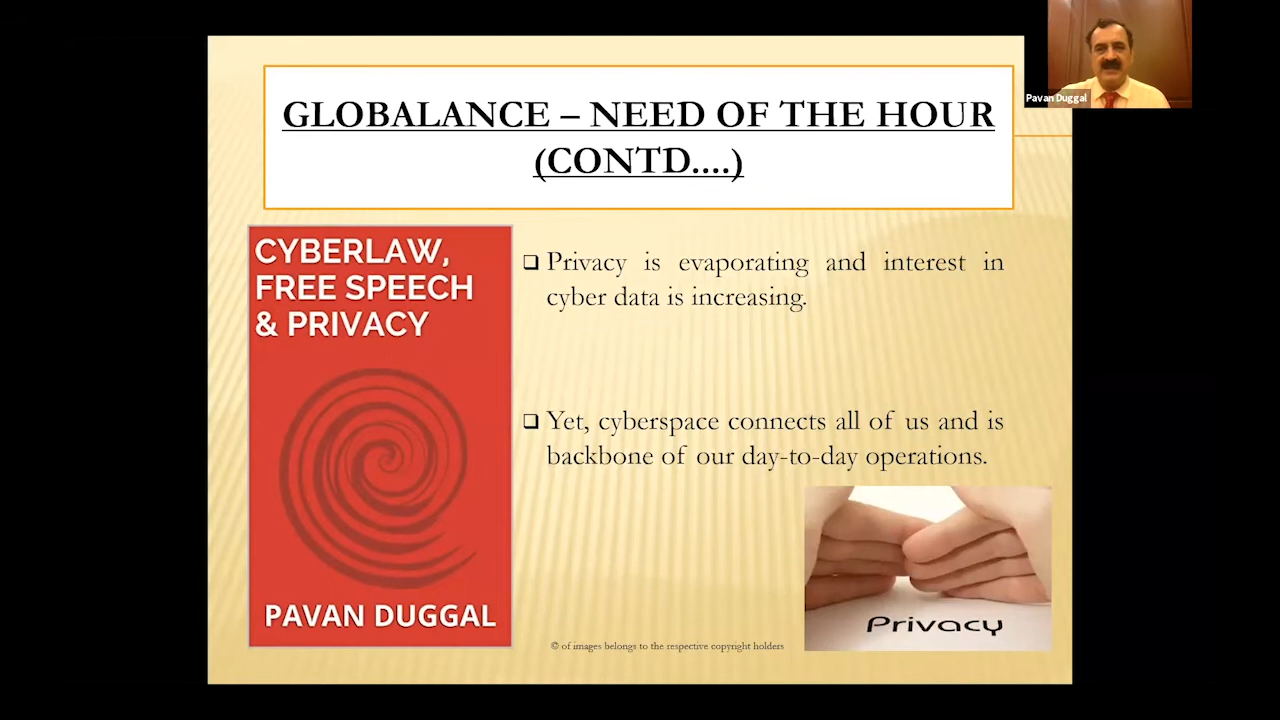 Pavan Duggal
GLOBALANCE – NEED OF THE HOUR
(CONTD....)
CYBERLAW,
FREE SPEECH
& PRIVACY
PAVAN DUGGAL
Privacy is evaporating and interest in
cyber data is increasing.
Yet, cyberspace connects all of us and is
backbone of our day-to-day operations.
Privacy
© of images belongs to the respective copyright holders